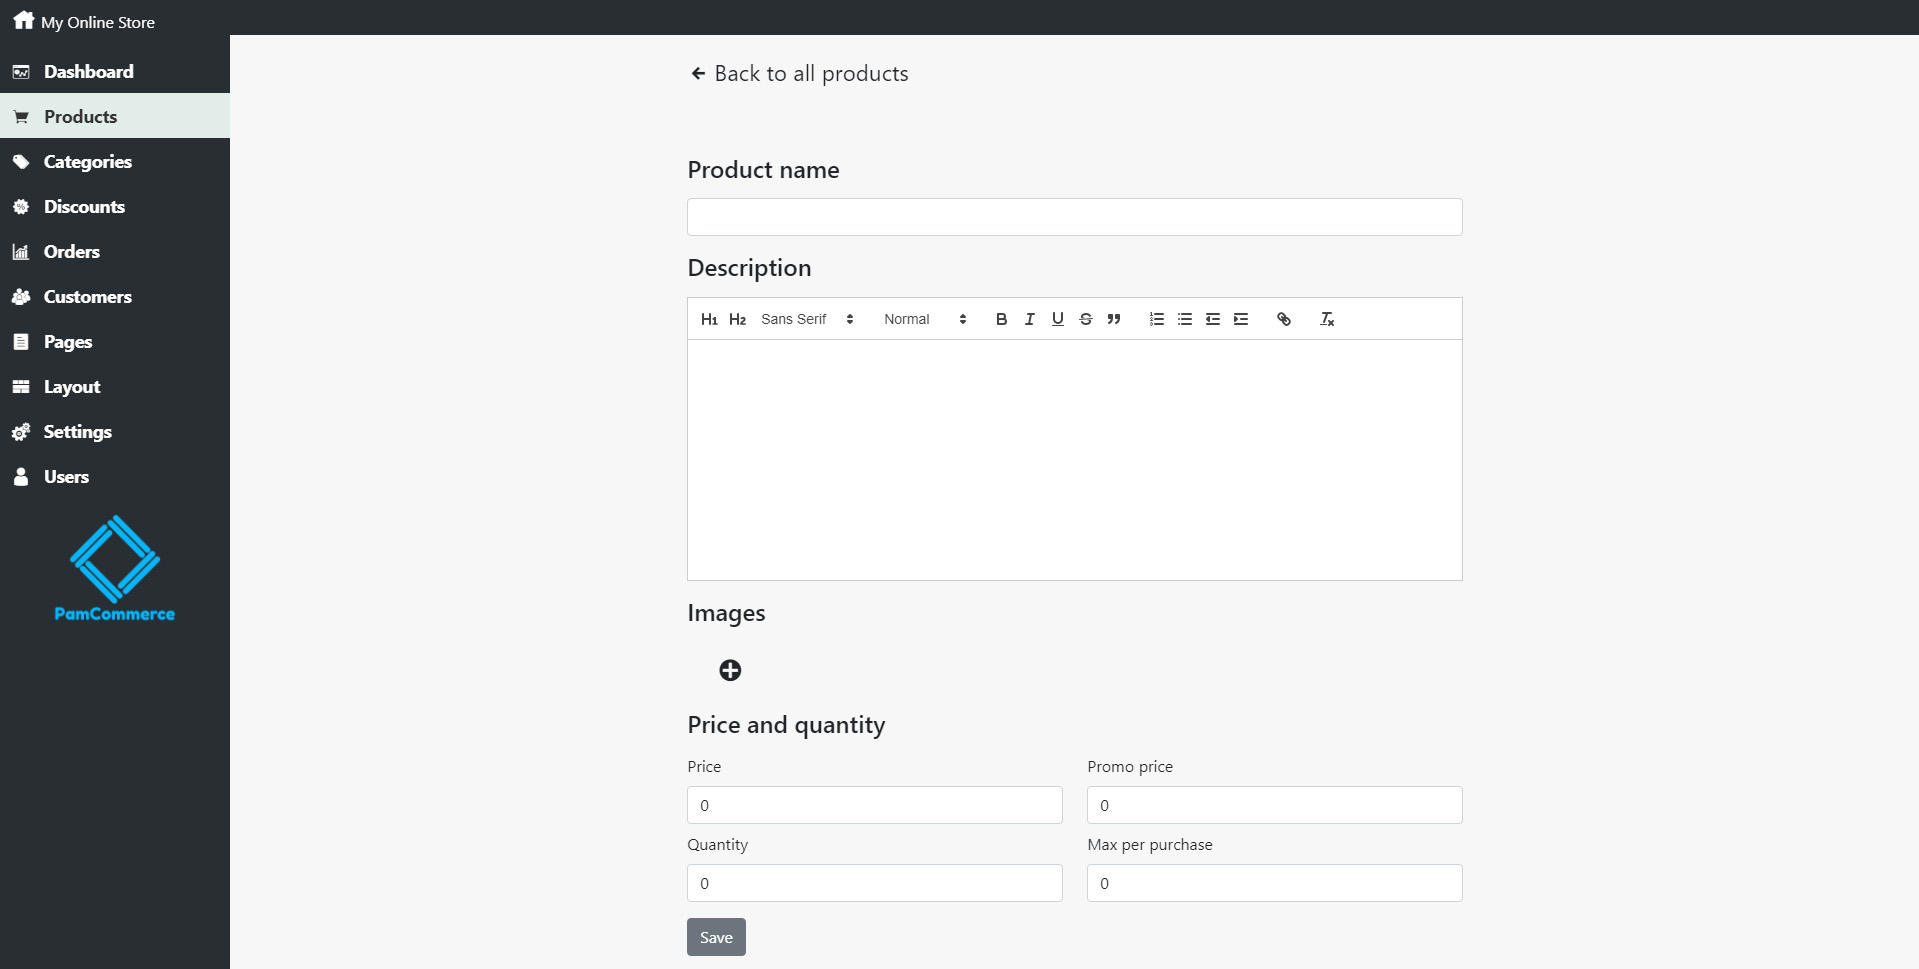 My Online Store
Dashboard
Products
Categories
Discounts
Orders
Customers
Pages
Layout
Settings
Users
PamCommerce
Back to all products
Product name
Description
H1 H2 Sans Serif Normal B I U S
Images
Price and quantity
Price Promo price
0 0
Quantity Max per purchase
0 0
Save